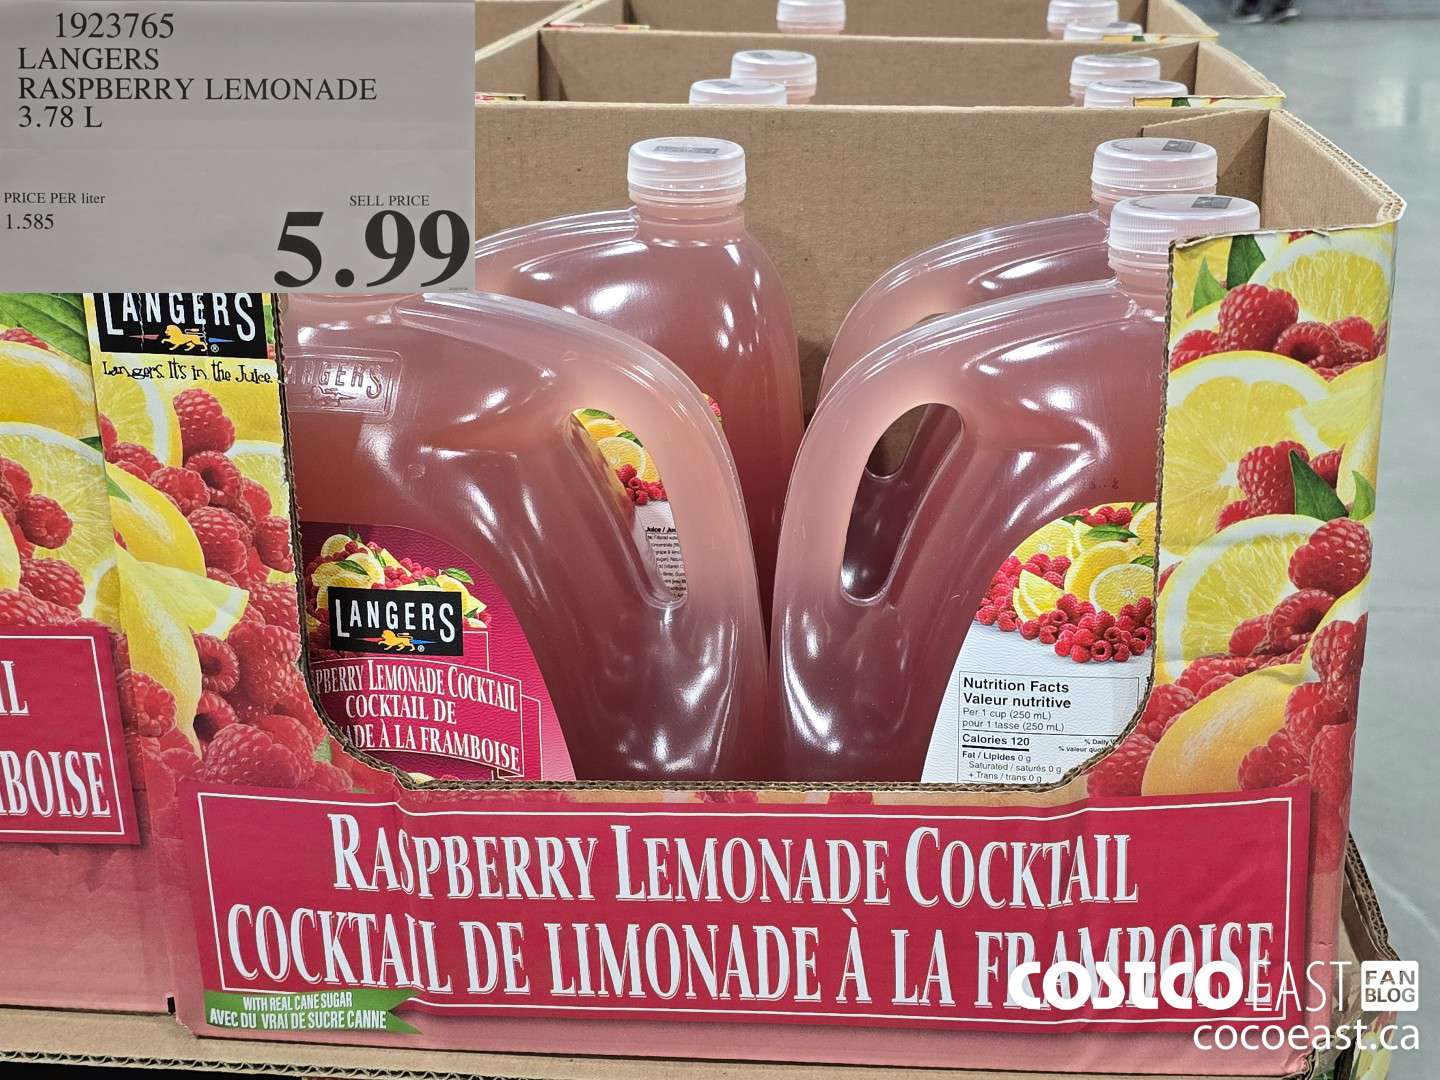 1923765
LANGERS
RASPBERRY LEMONADE
3.78 L
PRICE PER liter
1.585
SELL PRICE
5.99
LANGERS
Langers. It's in the Juice.
LANGERS
LANGERS
RASPBERRY LEMONADE COCKTAIL
COCKTAIL DE
À LA FRAMBOISE
Nutrition Facts
Valeur nutritive
Per 1 cup (250 mL)
pour 1 tasse (250 mL)
Calories 120
% Daily
% valeur
Fat / Lipides 0 g
Saturated / saturés 0 g
+ Trans / trans 0 g
RASPBERRY LEMONADE COCKTAIL
COCKTAIL DE LIMONADE À LA FRAMBOISE
WITH REAL CANE SUGAR
AVEC DU VRAI DE SUCRE CANNE
COSTCO EAST FAN BLOG
cocoeast.ca